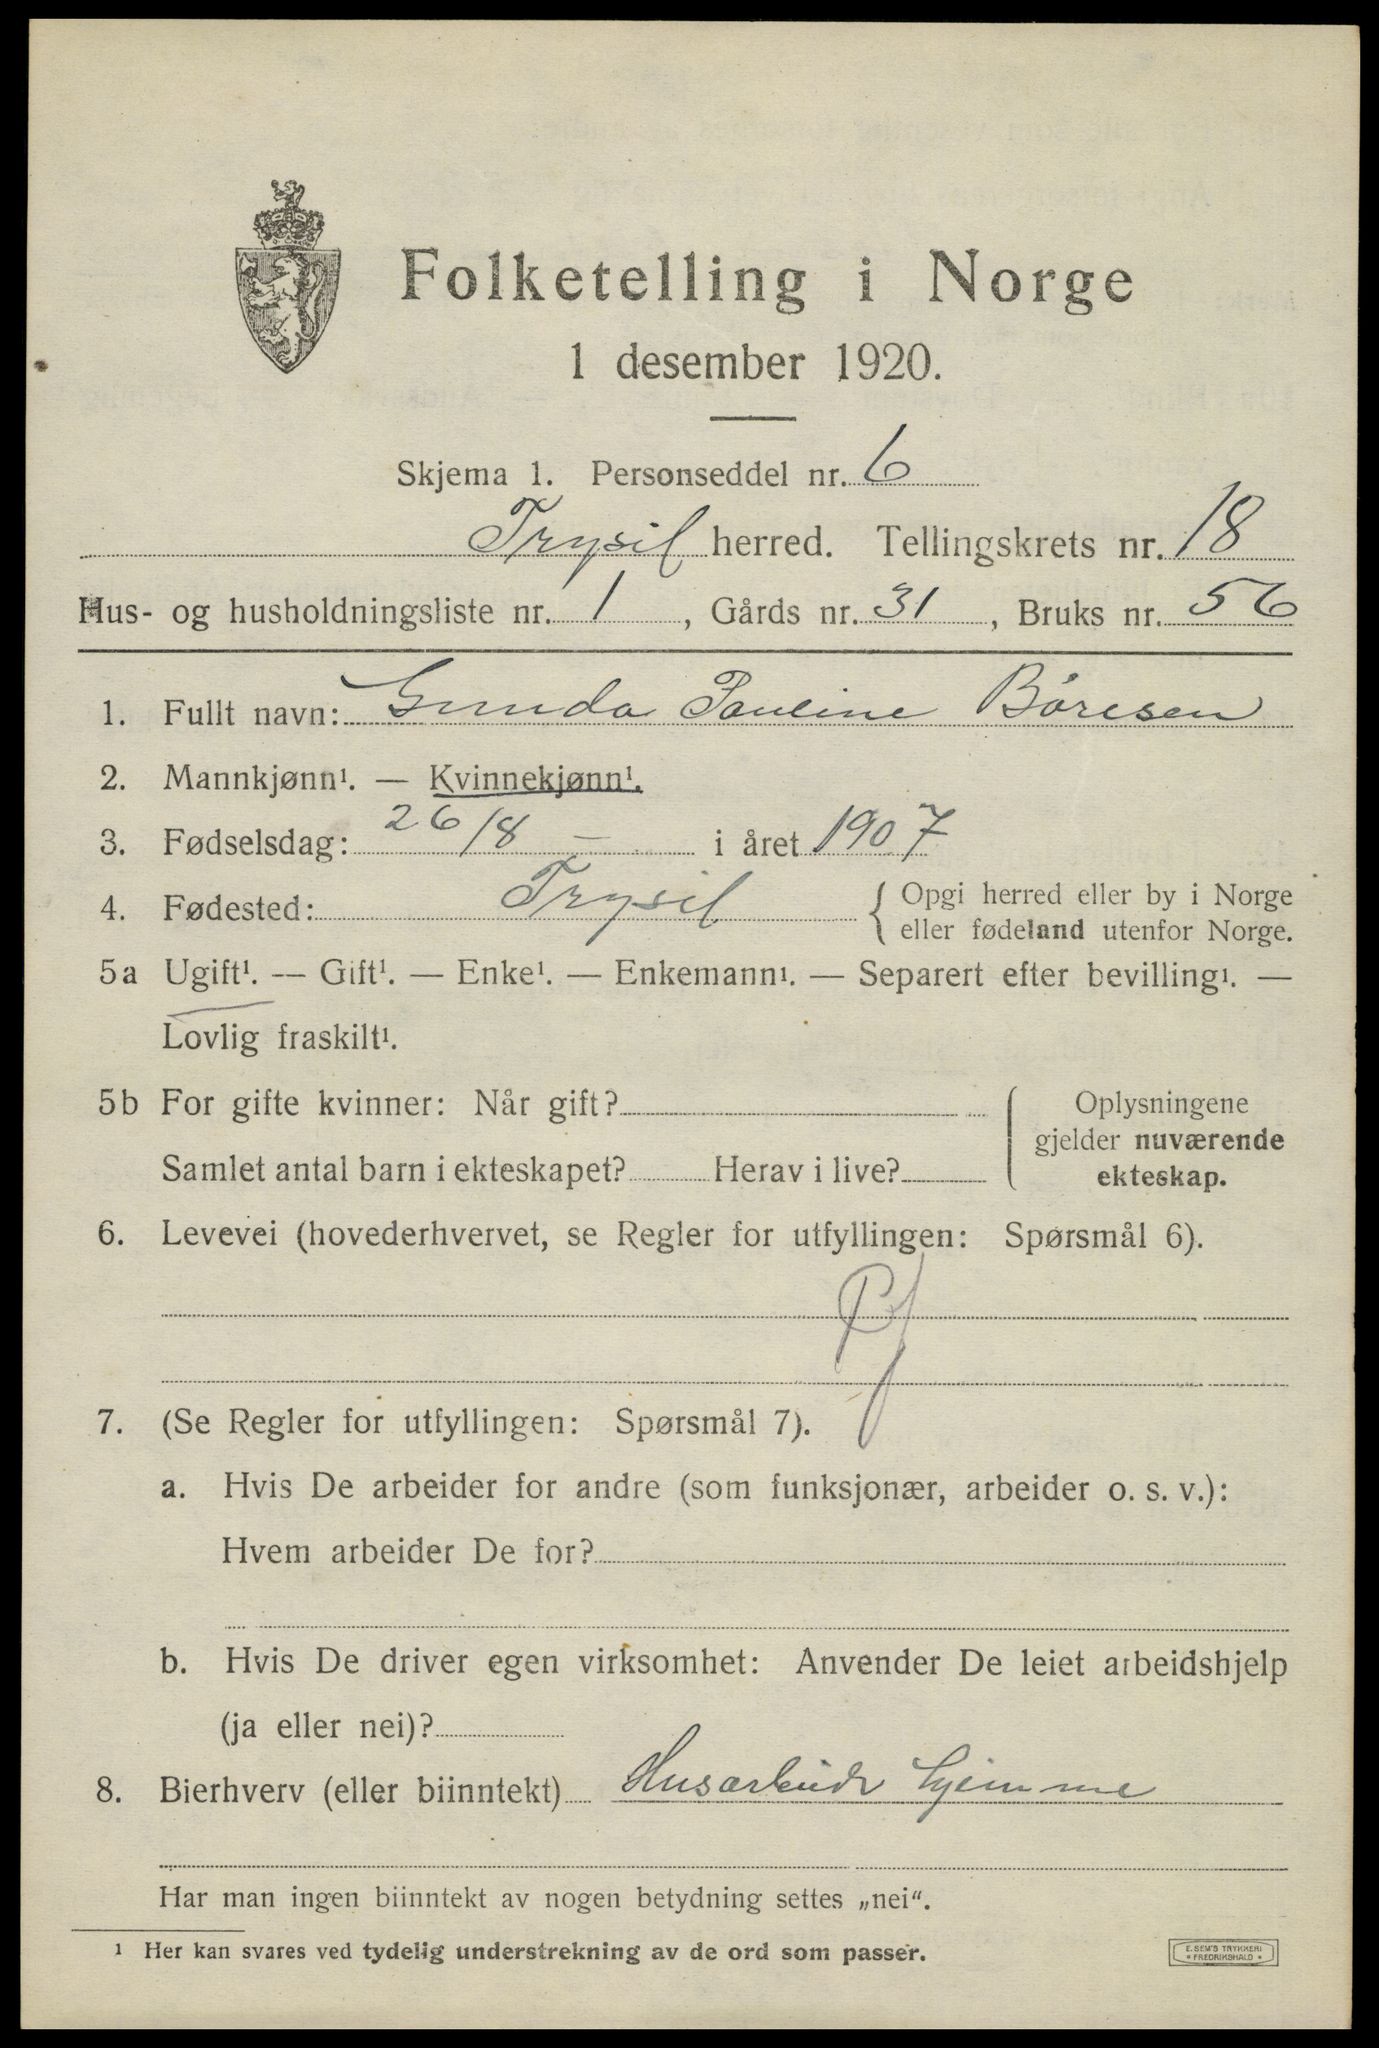 Folketelling i Norge
1 desember 1920.
Skjema 1. Personseddel nr. 6
Trysil herred. Tellingskrets nr. 18
Hus- og husholdningsliste nr. 1, Gårds nr. 31, Bruks nr. 56
1. Fullt navn: Gunda Pauline Børesen
2. Mannkjønn¹. — Kvinnekjønn¹.
3. Fødselsdag: 26/8 – i året 1907
4. Fødested: Trysil { Opgi herred eller by i Norge
eller fødeland utenfor Norge.
5a Ugift¹. — Gift¹. — Enke¹. — Enkemann¹. — Separert efter bevilling¹. —
Lovlig fraskilt¹.
5b For gifte kvinner: Når gift? Oplysningene
gjelder nuværende
Samlet antal barn i ekteskapet? Herav i live? ekteskap.
6. Levevei (hovederhvervet, se Regler for utfyllingen: Spørsmål 6).
7. (Se Regler for utfyllingen: Spørsmål 7).
a. Hvis De arbeider for andre (som funksjonær, arbeider o. s. v.):
Hvem arbeider De for?
b. Hvis De driver egen virksomhet: Anvender De leiet arbeidshjelp
(ja eller nei)?
8. Bierhverv (eller biinntekt) Husarbeide hjemme
Har man ingen biinntekt av nogen betydning settes „nei“.
¹ Her kan svares ved tydelig understrekning av de ord som passer.
E. SEM'S TRYKKERI
* FREDRIKSHALD *